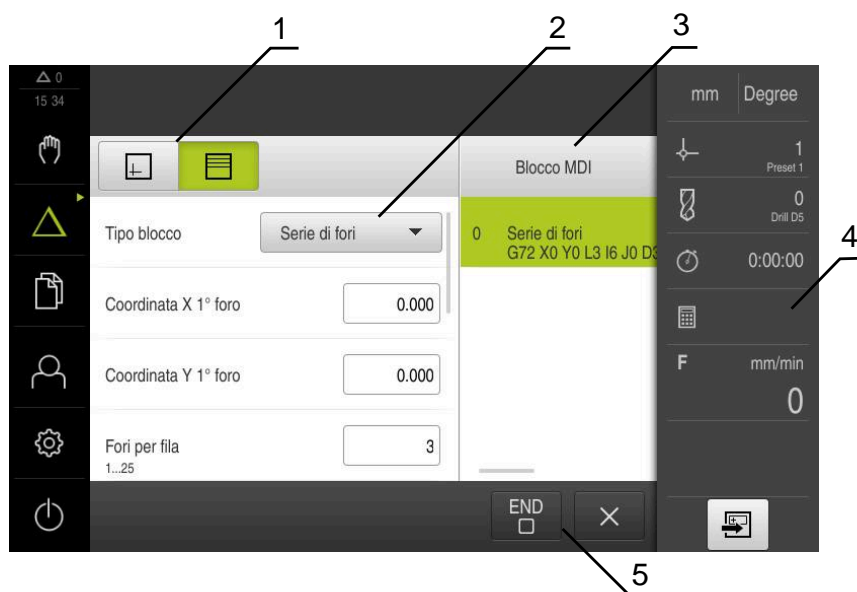 1
2
3
0
15 34
mm Degree
1
Preset 1
Blocco MDI
0
Drill D5
Tipo blocco Serie di fori
0 Serie di fori
G72 X0 Y0 L3 I6 J0 D3
4
0:00:00
Coordinata X 1° foro 0.000
F mm/min
0
Coordinata Y 1° foro 0.000
Fori per fila 3
1...25
END
5